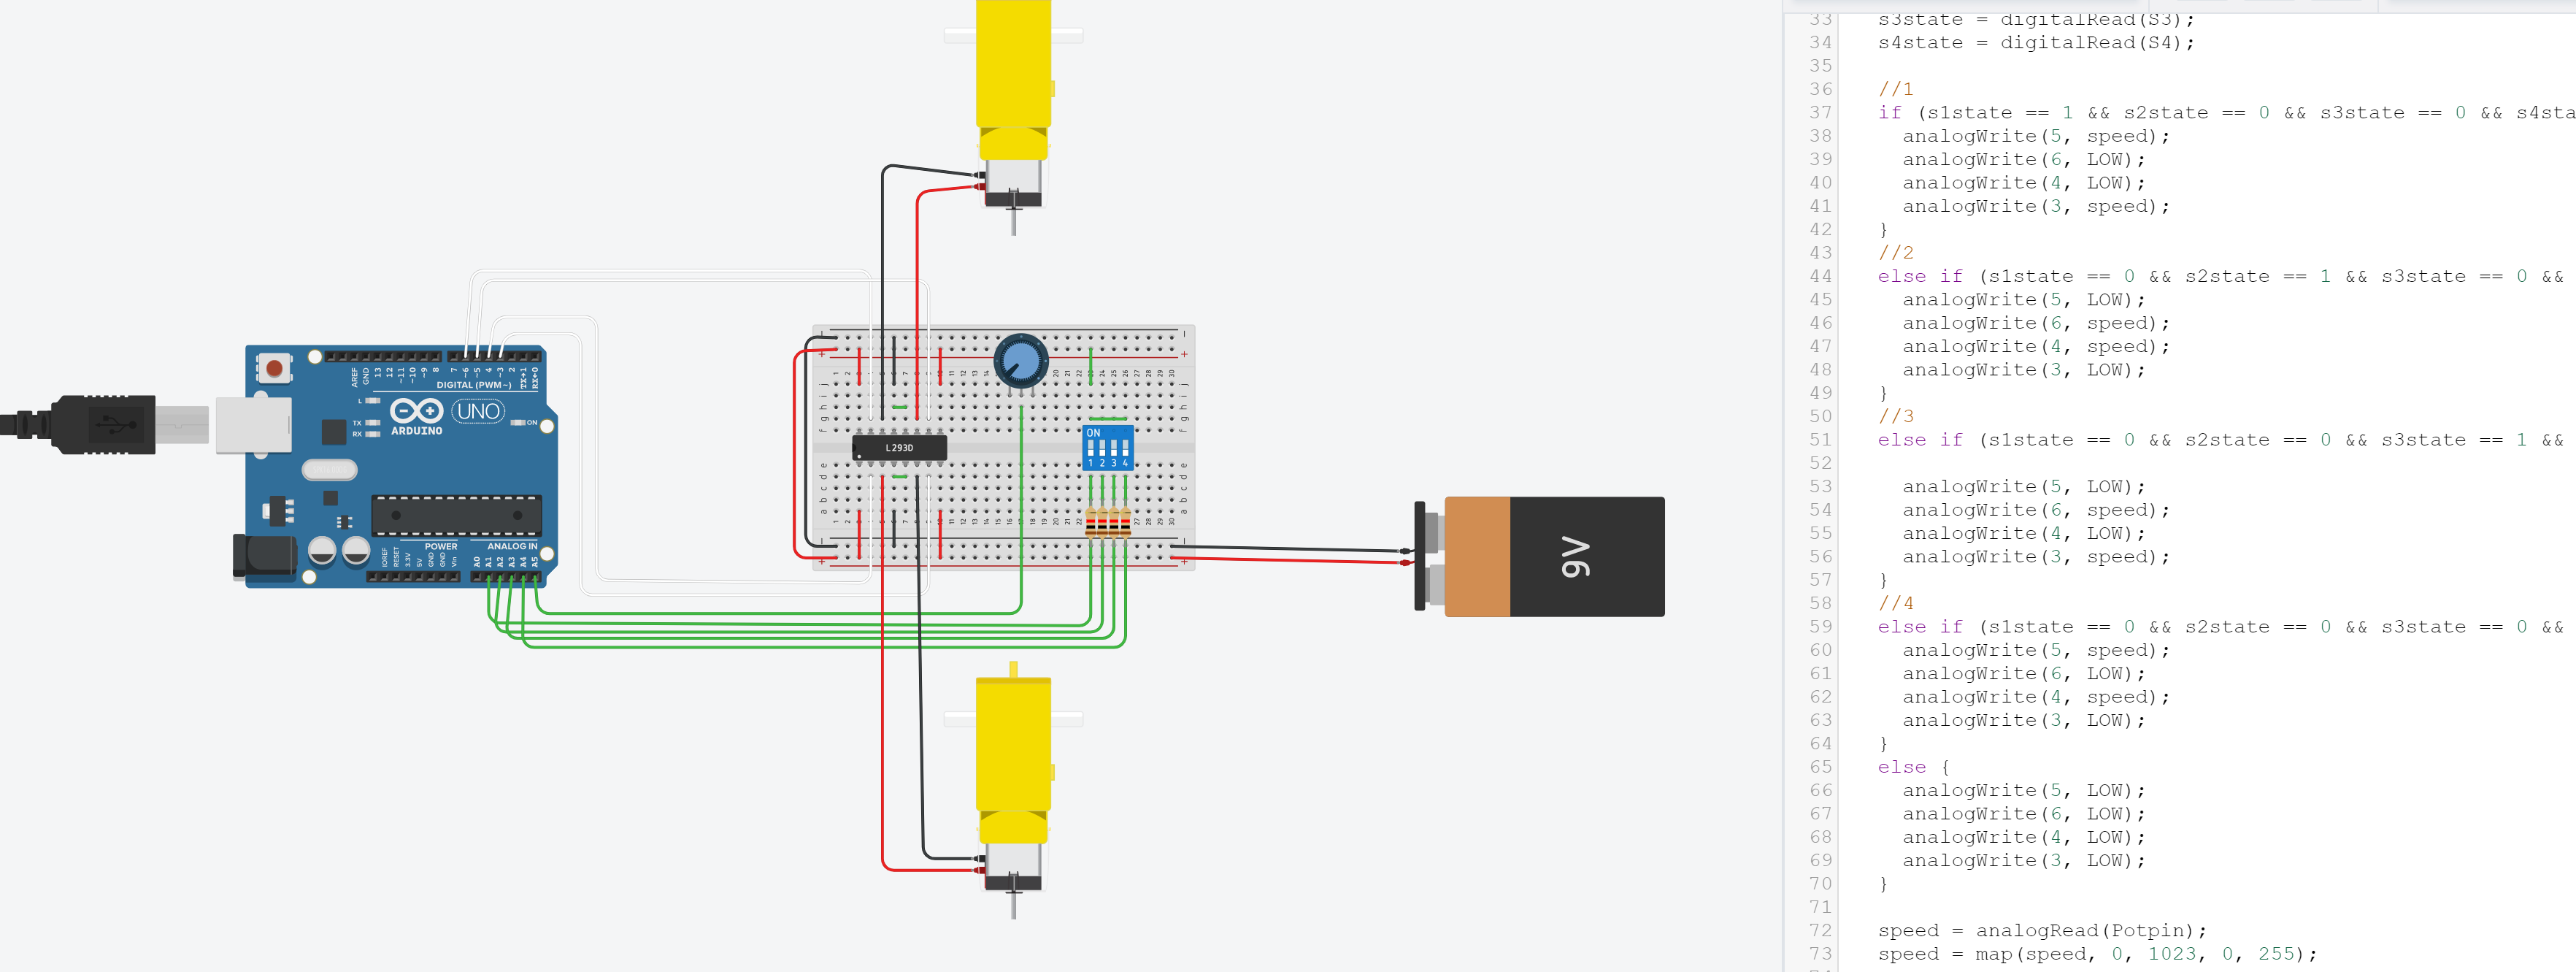 33 s3state = digitalRead(S3);
34 s4state = digitalRead(S4);
35
36 //1
37 if (s1state == 1 && s2state == 0 && s3state == 0 && s4sta
38 analogWrite(5, speed);
39 analogWrite(6, LOW);
40 analogWrite(4, LOW);
41 analogWrite(3, speed);
42 }
43 //2
44 else if (s1state == 0 && s2state == 1 && s3state == 0 &&
45 analogWrite(5, LOW);
46 analogWrite(6, speed);
47 analogWrite(4, speed);
48 analogWrite(3, LOW);
49 }
50 //3
51 else if (s1state == 0 && s2state == 0 && s3state == 1 &&
52
53 analogWrite(5, LOW);
54 analogWrite(6, speed);
55 analogWrite(4, LOW);
56 analogWrite(3, speed);
57 }
58 //4
59 else if (s1state == 0 && s2state == 0 && s3state == 0 &&
60 analogWrite(5, speed);
61 analogWrite(6, LOW);
62 analogWrite(4, speed);
63 analogWrite(3, LOW);
64 }
65 else {
66 analogWrite(5, LOW);
67 analogWrite(6, LOW);
68 analogWrite(4, LOW);
69 analogWrite(3, LOW);
70 }
71
72 speed = analogRead(Potpin);
73 speed = map(speed, 0, 1023, 0, 255);
AREF GND 13 12 ~11 ~10 ~9 8 7 ~6 ~5 4 ~3 2 TX→1 RX←0
DIGITAL (PWM~)
L
TX
RX
ARDUINO
UNO
ON
POWER
ANALOG IN
IOREF RESET 3.3V 5V GND GND Vin A0 A1 A2 A3 A4 A5
L293D
ON
1 2 3 4
9V